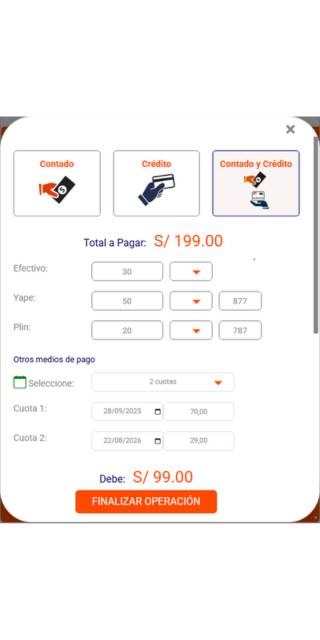 ×
Contado
Crédito
Contado y Crédito
Total a Pagar: S/ 199.00
Efectivo: 30
Yape: 50 877
Plin: 20 787
Otros medios de pago
Seleccione: 2 cuotas
Cuota 1: 28/09/2025 70,00
Cuota 2: 22/08/2026 29,00
Debe: S/ 99.00
FINALIZAR OPERACIÓN